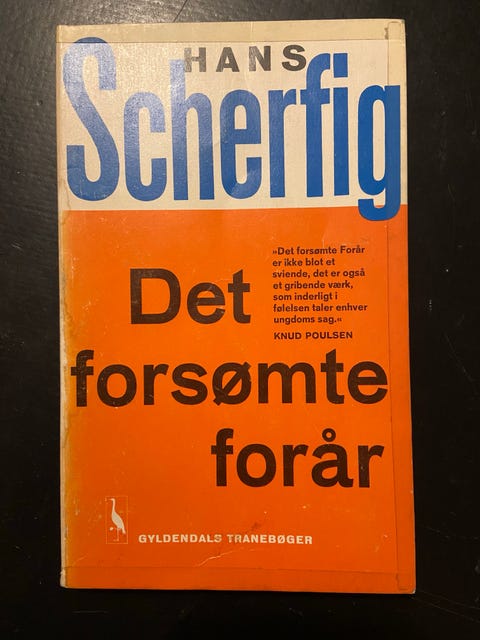 HANS
Scherfig
»Det forsømte Forår
er ikke blot et
sviende, det er også
et gribende værk,
som inderligt i
følelsen taler enhver
ungdoms sag.«
KNUD POULSEN
Det
forsømte
forår
GYLDENDALS TRANEBØGER